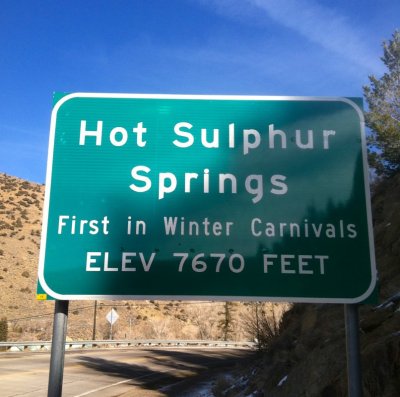 Hot Sulphur
Springs
First in Winter Carnivals
ELEV 7670 FEET